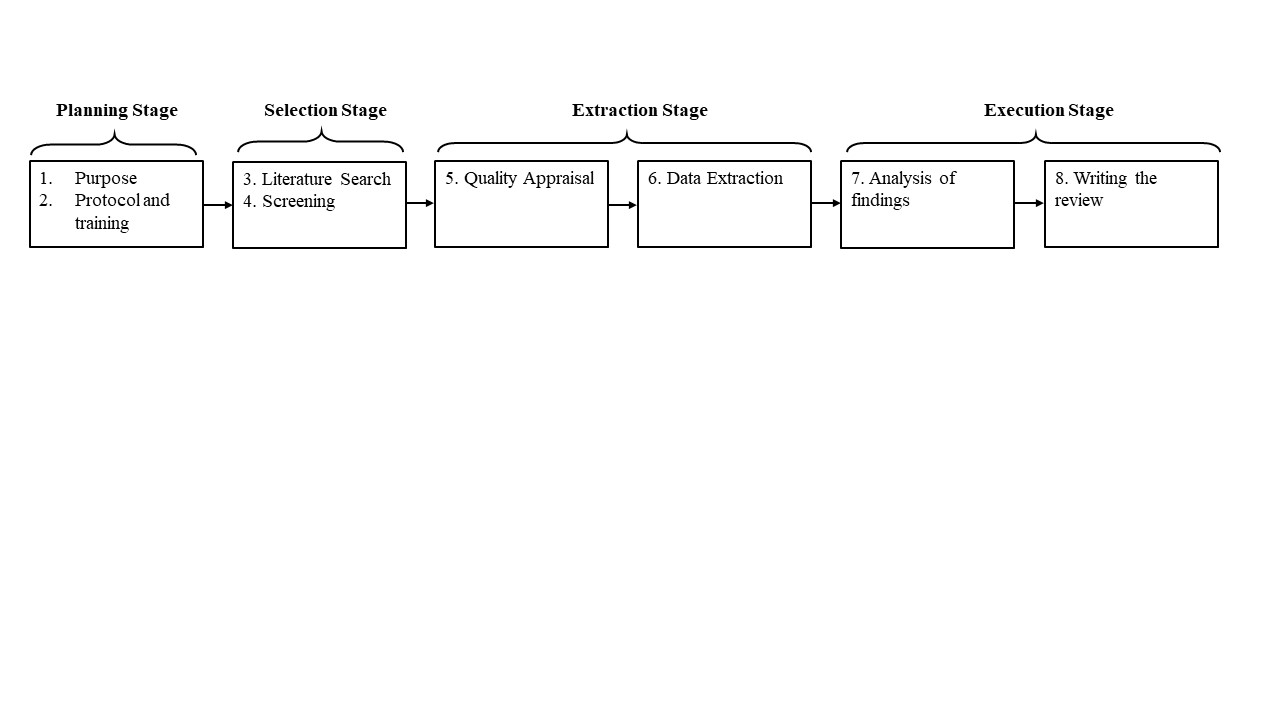 Planning Stage
Selection Stage
Extraction Stage
Execution Stage
1. Purpose
2. Protocol and
training
3. Literature Search
4. Screening
5. Quality Appraisal
6. Data Extraction
7. Analysis of
findings
8. Writing the
review